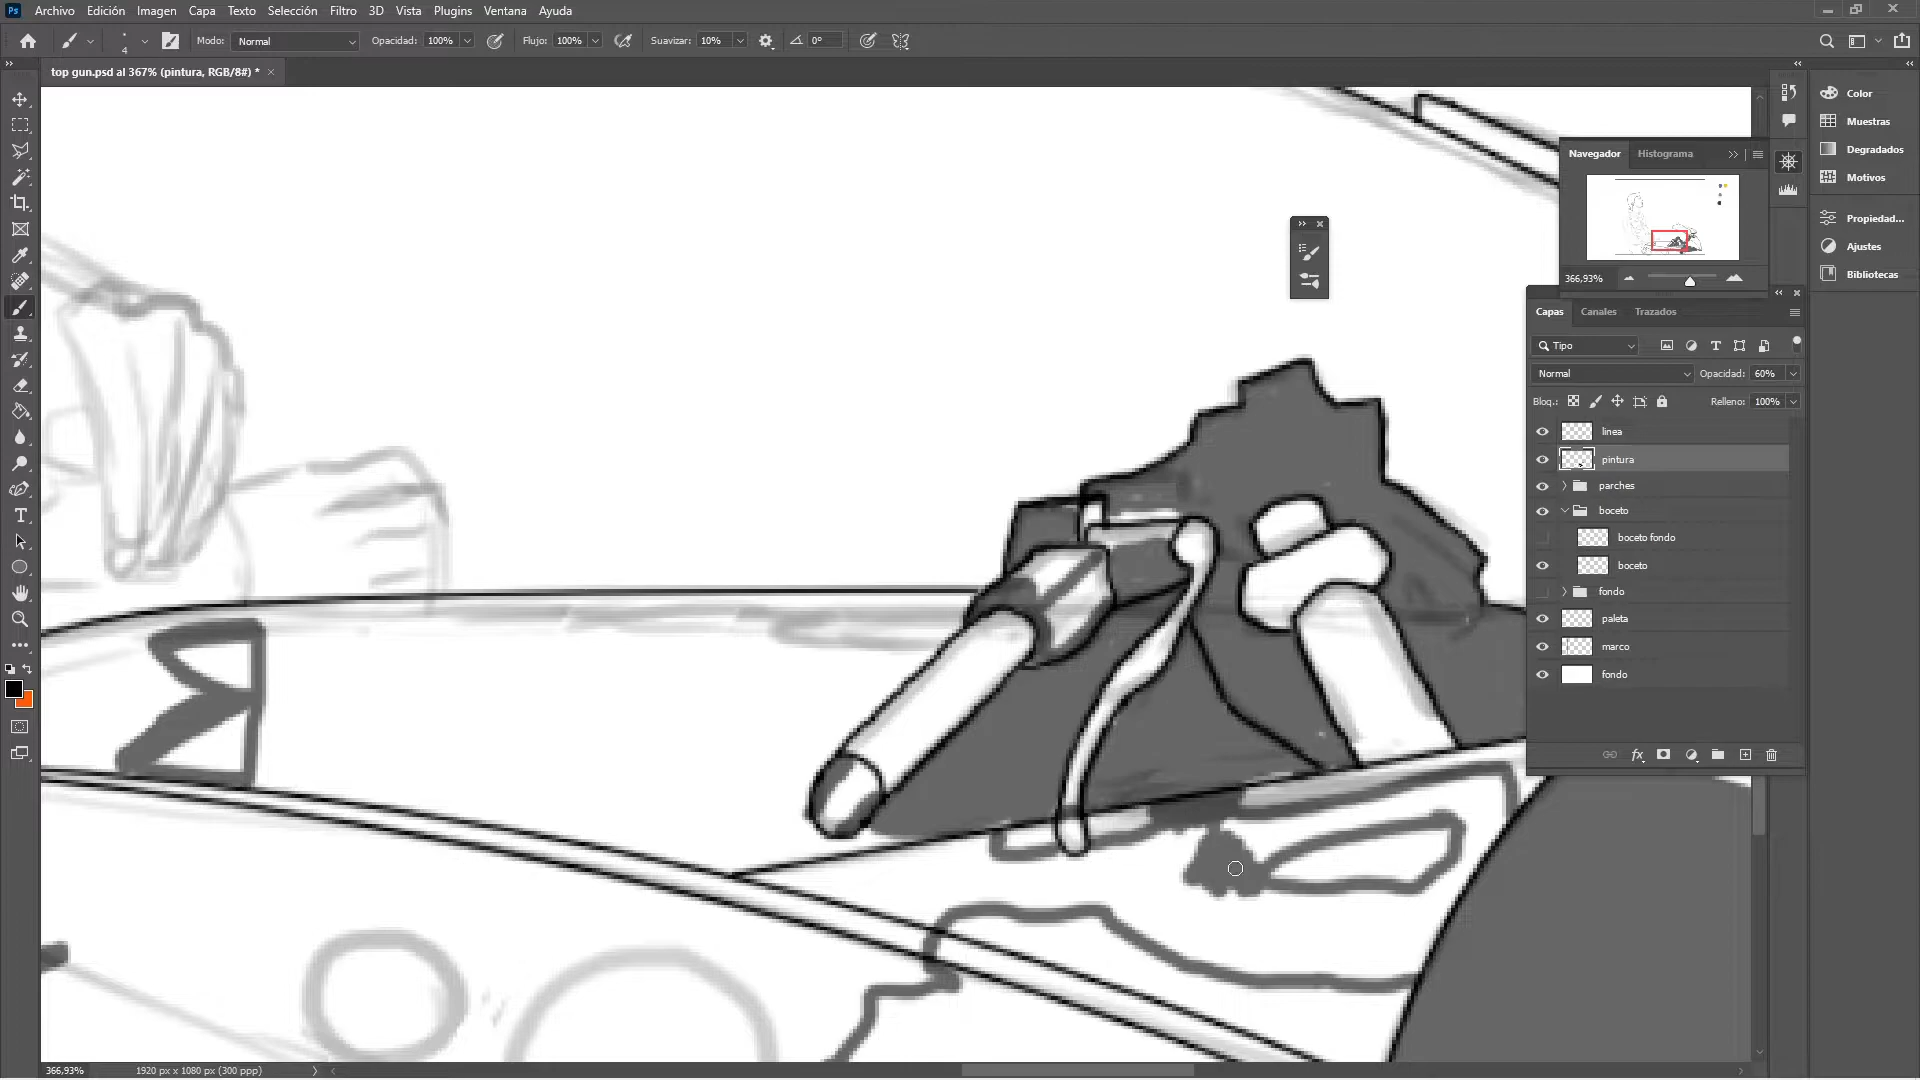 Ps Archivo Edición Imagen Capa Texto Selección Filtro 3D Vista Plugins Ventana Ayuda
4 Modo: Normal Opacidad: 100% Flujo: 100% Suavizar: 10% 0°
top gun.psd al 367% (pintura, RGB/8#) *
Color
Muestras
Degradados
Motivos
Propiedad...
Ajustes
Bibliotecas
Navegador Histograma
366,93%
Capas Canales Trazados
Tipo
Normal Opacidad: 60%
Bloq.: Relleno: 100%
linea
pintura
parches
boceto
boceto fondo
boceto
fondo
paleta
marco
fondo
fx
366,93% 1920 px x 1080 px (300 ppp)